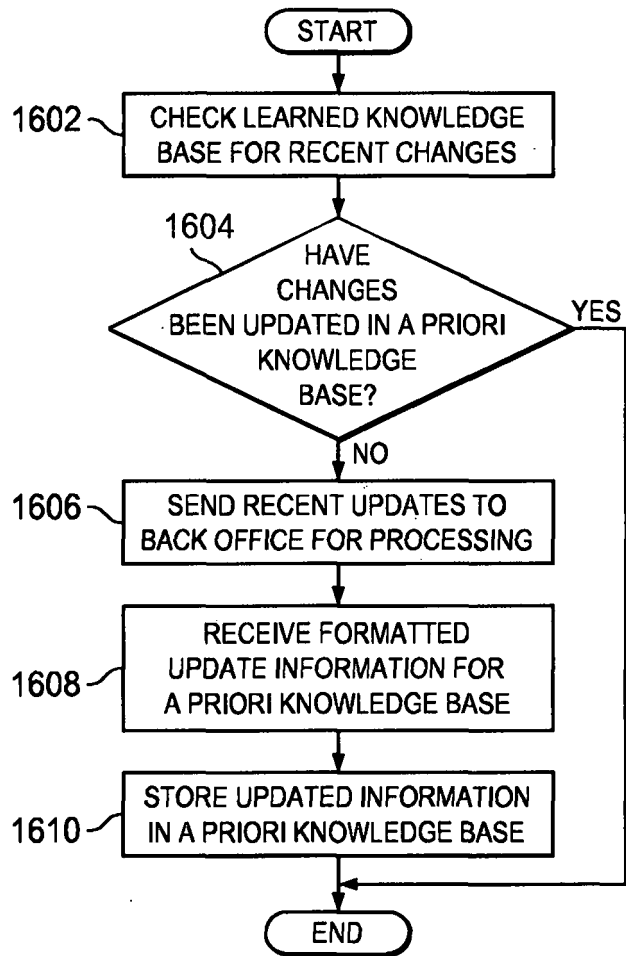 START
1602
CHECK LEARNED KNOWLEDGE
BASE FOR RECENT CHANGES
1604
HAVE
CHANGES
BEEN UPDATED IN A PRIORI
KNOWLEDGE
BASE?
YES
NO
1606
SEND RECENT UPDATES TO
BACK OFFICE FOR PROCESSING
1608
RECEIVE FORMATTED
UPDATE INFORMATION FOR
A PRIORI KNOWLEDGE BASE
1610
STORE UPDATED INFORMATION
IN A PRIORI KNOWLEDGE BASE
END